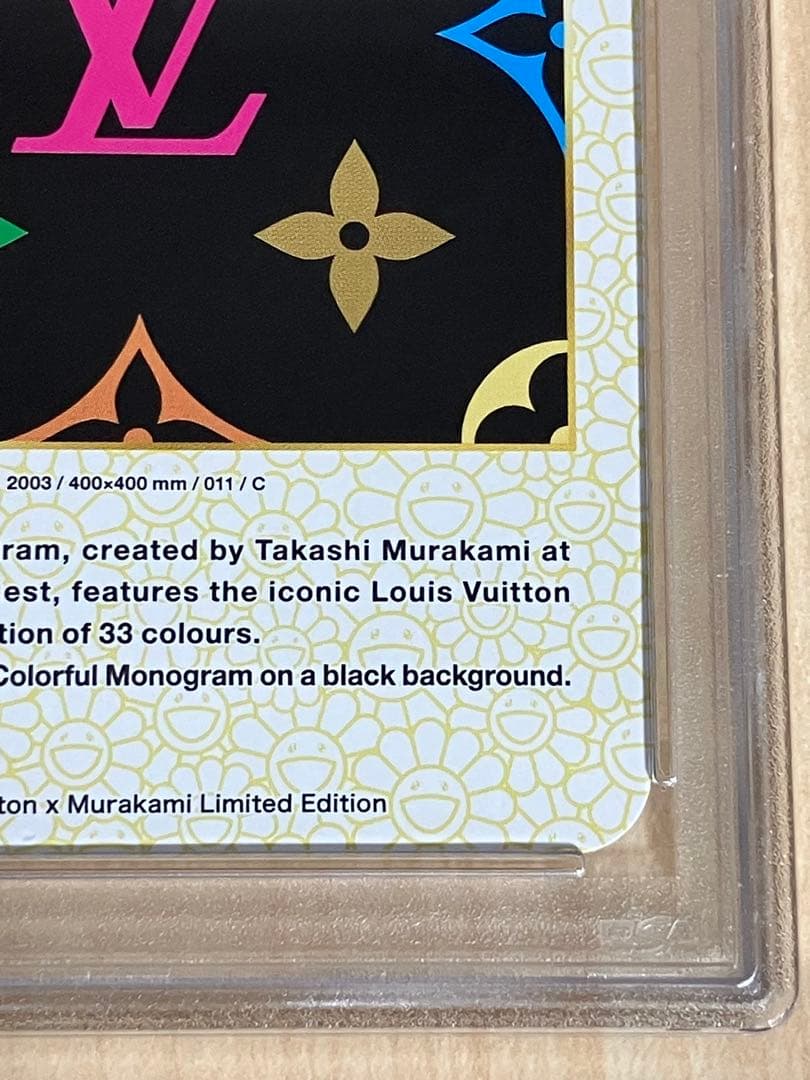 LV
2003 / 400×400 mm / 011 / C
ram, created by Takashi Murakami at
est, features the iconic Louis Vuitton
tion of 33 colours.
Colorful Monogram on a black background.
ton x Murakami Limited Edition